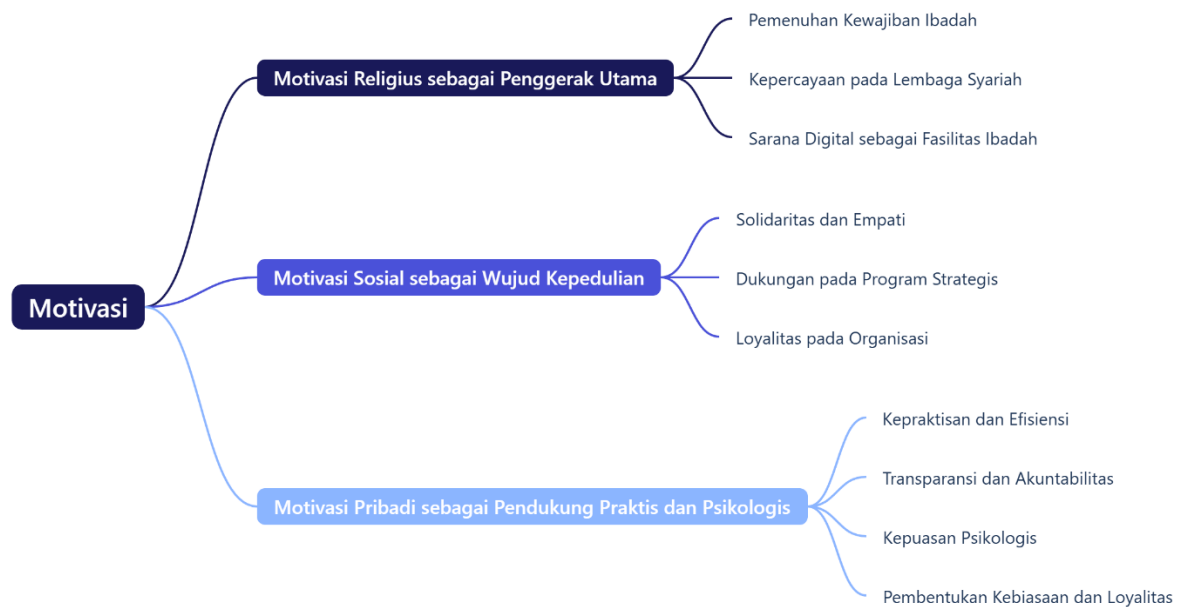 Motivasi
Motivasi Religius sebagai Penggerak Utama
Pemenuhan Kewajiban Ibadah
Kepercayaan pada Lembaga Syariah
Sarana Digital sebagai Fasilitas Ibadah
Motivasi Sosial sebagai Wujud Kepedulian
Solidaritas dan Empati
Dukungan pada Program Strategis
Loyalitas pada Organisasi
Motivasi Pribadi sebagai Pendukung Praktis dan Psikologis
Kepraktisan dan Efisiensi
Transparansi dan Akuntabilitas
Kepuasan Psikologis
Pembentukan Kebiasaan dan Loyalitas